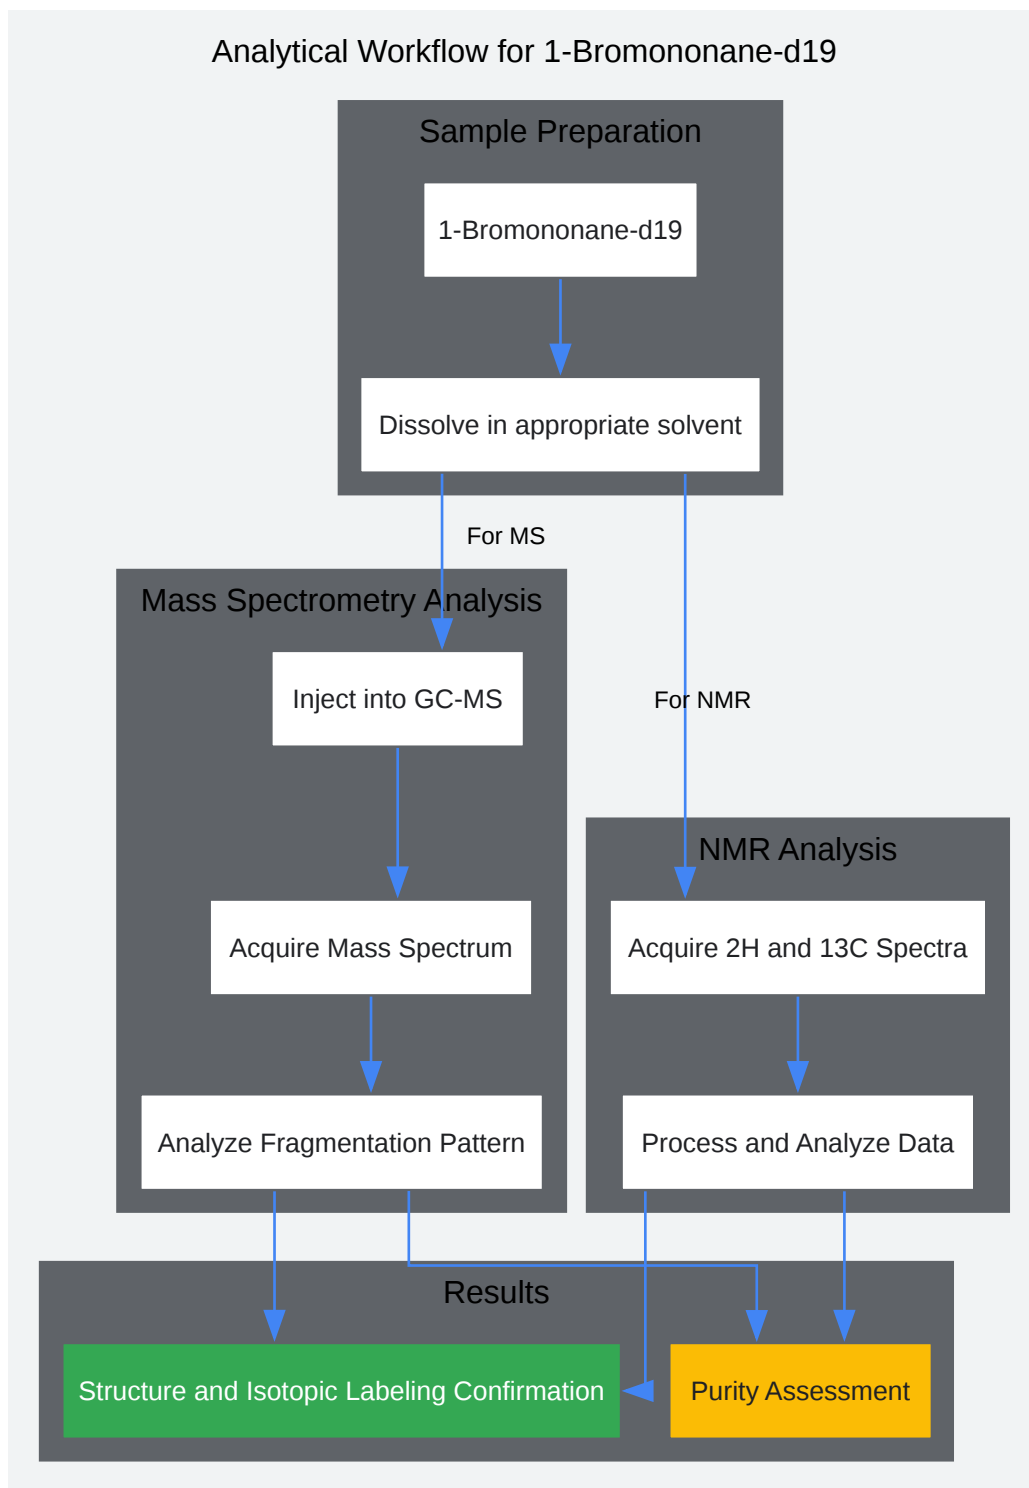 Analytical Workflow for 1-Bromononane-d19
Sample Preparation
1-Bromononane-d19
Dissolve in appropriate solvent
For MS
Mass Spectrometry Analysis
Inject into GC-MS
For NMR
NMR Analysis
Acquire Mass Spectrum
Acquire 2H and 13C Spectra
Analyze Fragmentation Pattern
Process and Analyze Data
Results
Structure and Isotopic Labeling Confirmation
Purity Assessment